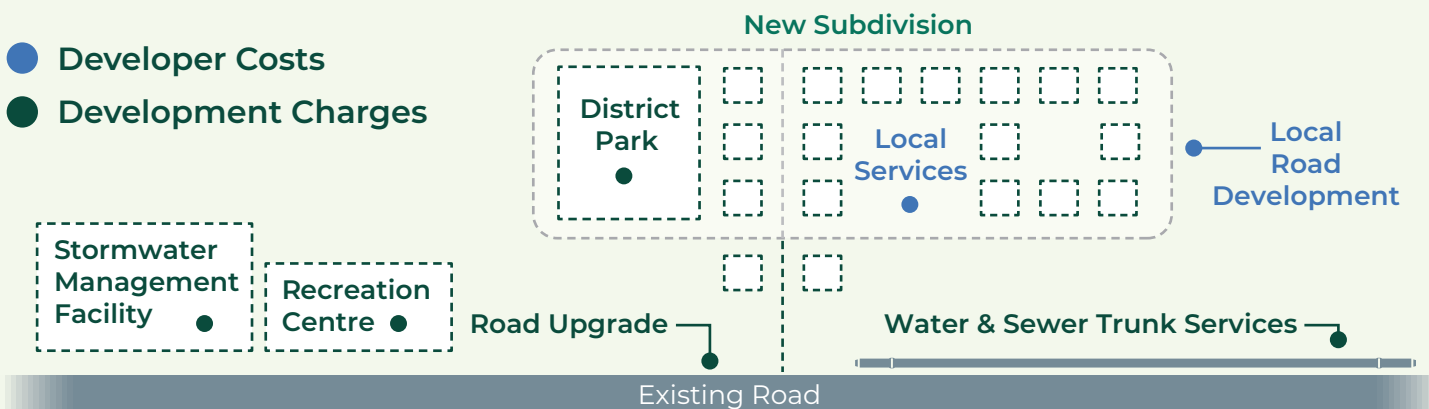 New Subdivision
Developer Costs
Development Charges
District
Park
Local
Services
Local
Road
Development
Stormwater
Management
Facility
Recreation
Centre
Road Upgrade
Water & Sewer Trunk Services
Existing Road